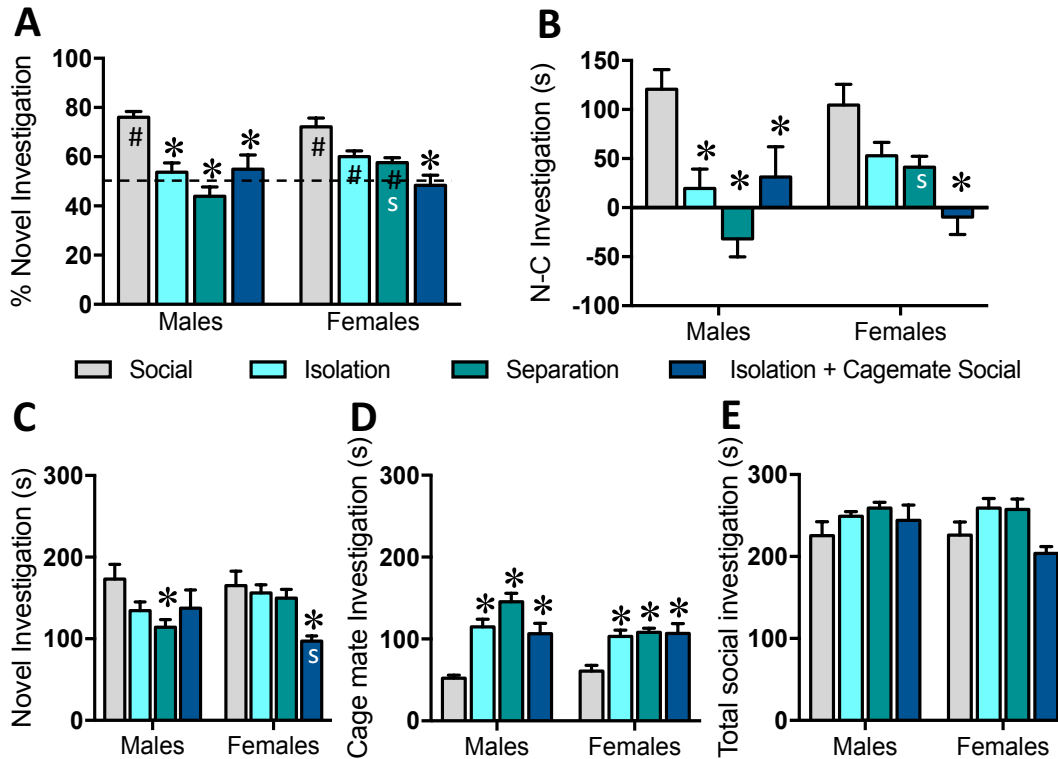 A
% Novel Investigation
100
80
60
40
20
0
# * * *
# # # s *
Males Females
B
N-C Investigation (s)
150
100
50
0
-50
-100
* * *
s *
Males Females
Social Isolation Separation Isolation + Cagemate Social
C
Novel Investigation (s)
300
200
100
0
*
* s
Males Females
D
Cage mate Investigation (s)
300
200
100
0
* * *
* * *
Males Females
E
Total social investigation (s)
300
200
100
0
Males Females